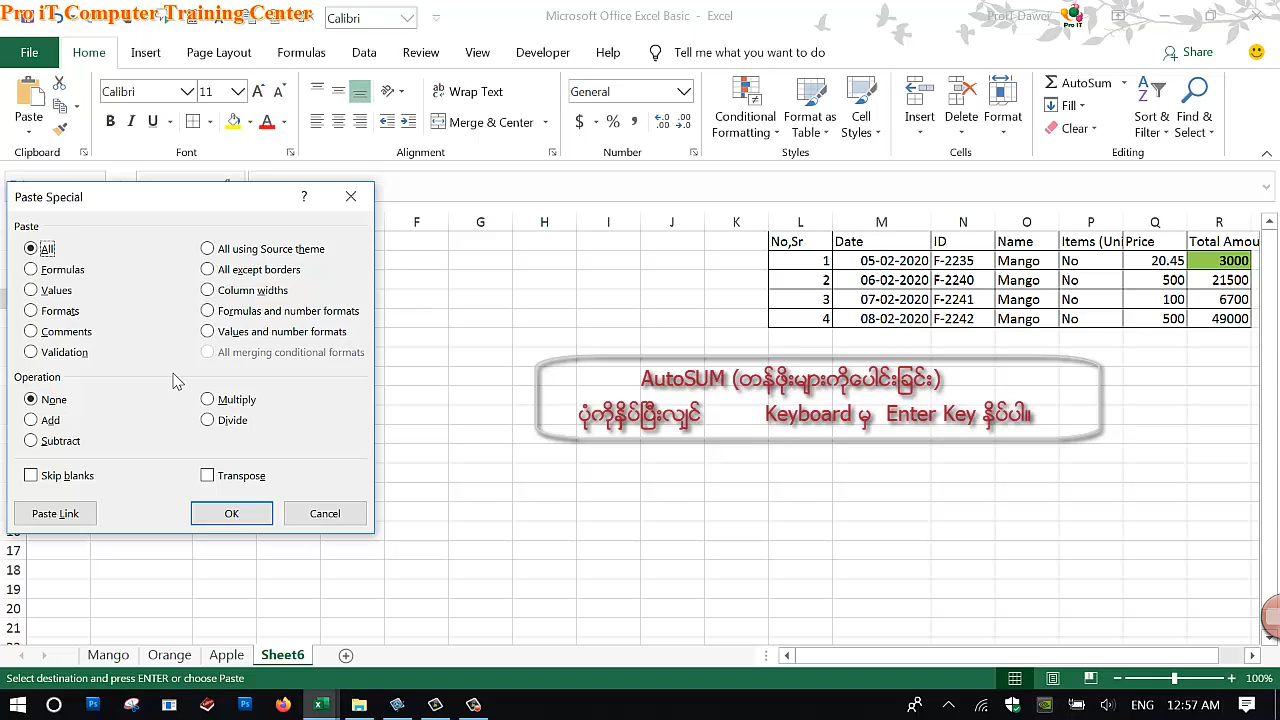 Pro iT Computer Training Center
Calibri
Microsoft Office Excel Basic - Excel
ProIT Dawei
Pro IT
File Home Insert Page Layout Formulas Data Review View Developer Help Tell me what you want to do Share
Paste
Clipboard
Calibri 11
B I U
Font
Wrap Text
Merge & Center
Alignment
General
$ % ,
Number
Conditional Formatting
Format as Table
Cell Styles
Styles
Insert Delete Format
Cells
AutoSum
Fill
Clear
Sort & Filter
Find & Select
Editing
Paste Special ?
Paste
All All using Source theme
Formulas All except borders
Values Column widths
Formats Formulas and number formats
Comments Values and number formats
Validation All merging conditional formats
Operation
None Multiply
Add Divide
Subtract
Skip blanks Transpose
Paste Link OK Cancel
F G H I J K L M N O P Q R
No,Sr Date ID Name Items (Uni Price Total Amou
1 05-02-2020 F-2235 Mango No 20.45 3000
2 06-02-2020 F-2240 Mango No 500 21500
3 07-02-2020 F-2241 Mango No 100 6700
4 08-02-2020 F-2242 Mango No 500 49000
AutoSUM (တန်ဖိုးများကိုပေါင်းခြင်း)
ပုံကိုနှိပ်ပြီးလျှင် Keyboard မှ Enter Key နှိပ်ပါ။
17
18
19
20
21
Mango Orange Apple Sheet6
Select destination and press ENTER or choose Paste
100%
12:57 AM